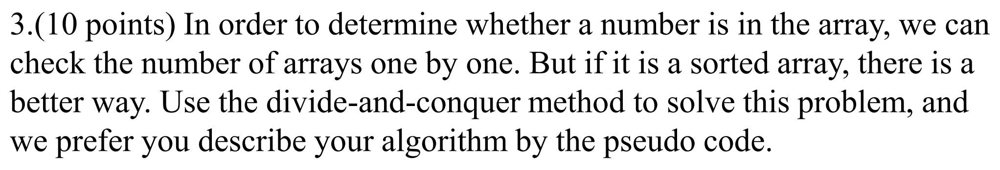 3.(10 points) In order to determine whether a number is in the array, we can
check the number of arrays one by one. But if it is a sorted array, there is a
better way. Use the divide-and-conquer method to solve this problem, and
we prefer you describe your algorithm by the pseudo code.